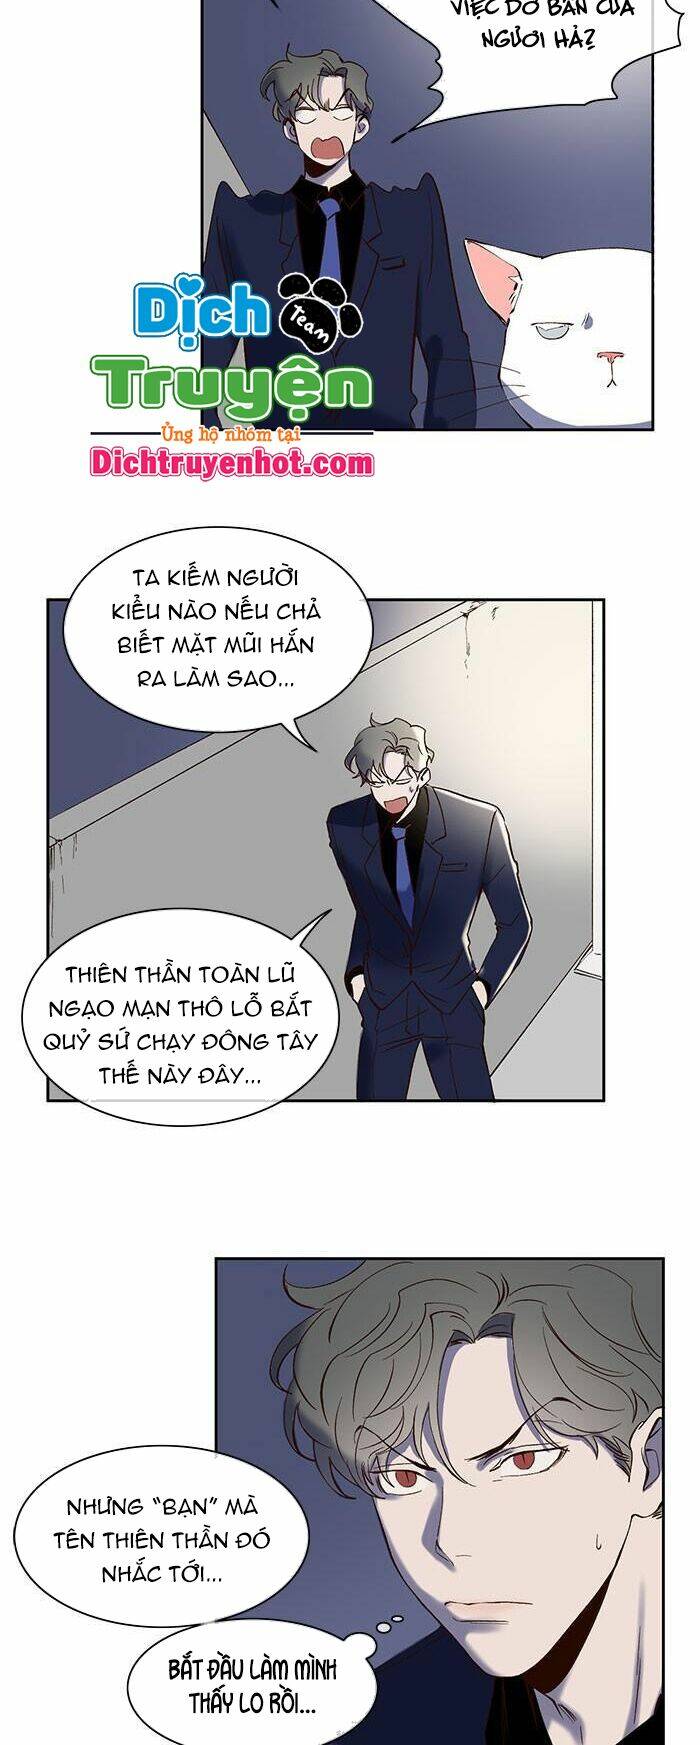 VIỆC DƠ BẨN CỦA
NGƯƠI HẢ?
Dịch
team
Truyện
Ủng hộ nhóm tại
Dichtruyenhot.com
TA KIẾM NGƯỜI
KIỂU NÀO NẾU CHẢ
BIẾT MẶT MŨI HẮN
RA LÀM SAO...
THIÊN THẦN TOÀN LŨ
NGẠO MẠN THÔ LỖ BẮT
QUỶ SỨ CHẠY ĐÔNG TÂY
THẾ NÀY ĐÂY...
NHƯNG “BẠN” MÀ
TÊN THIÊN THẦN ĐÓ
NHẮC TỚI...
BẮT ĐẦU LÀM MÌNH
THẤY LO RỒI...